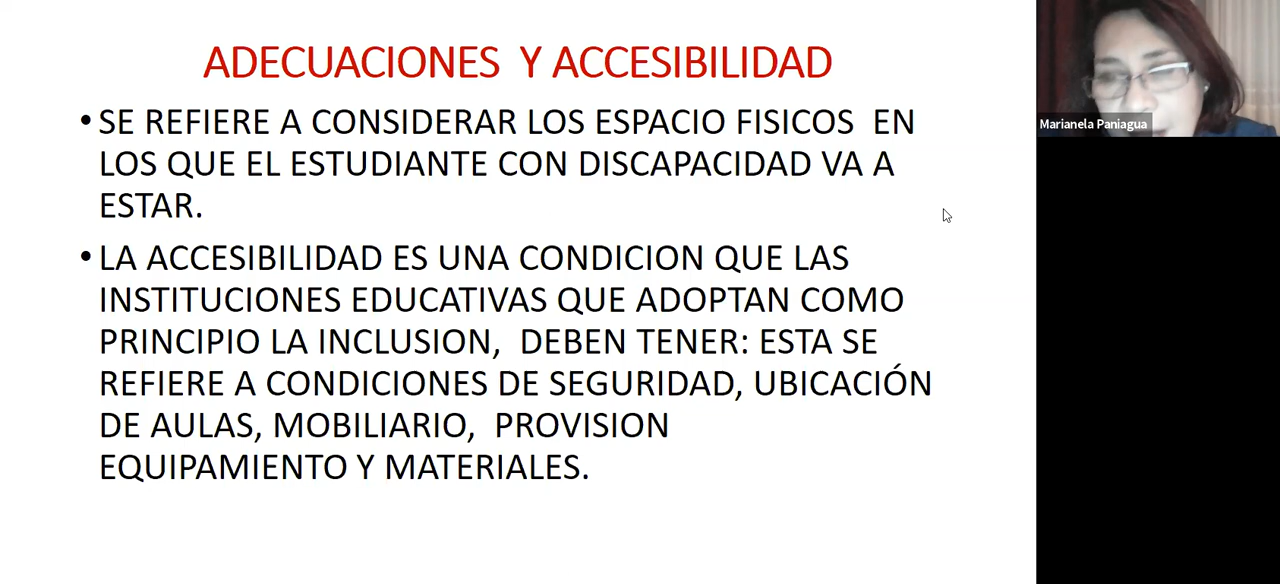 ADECUACIONES Y ACCESIBILIDAD
• SE REFIERE A CONSIDERAR LOS ESPACIO FISICOS EN
LOS QUE EL ESTUDIANTE CON DISCAPACIDAD VA A
ESTAR.
• LA ACCESIBILIDAD ES UNA CONDICION QUE LAS
INSTITUCIONES EDUCATIVAS QUE ADOPTAN COMO
PRINCIPIO LA INCLUSION, DEBEN TENER: ESTA SE
REFIERE A CONDICIONES DE SEGURIDAD, UBICACIÓN
DE AULAS, MOBILIARIO, PROVISION
EQUIPAMIENTO Y MATERIALES.
Marianela Paniagua